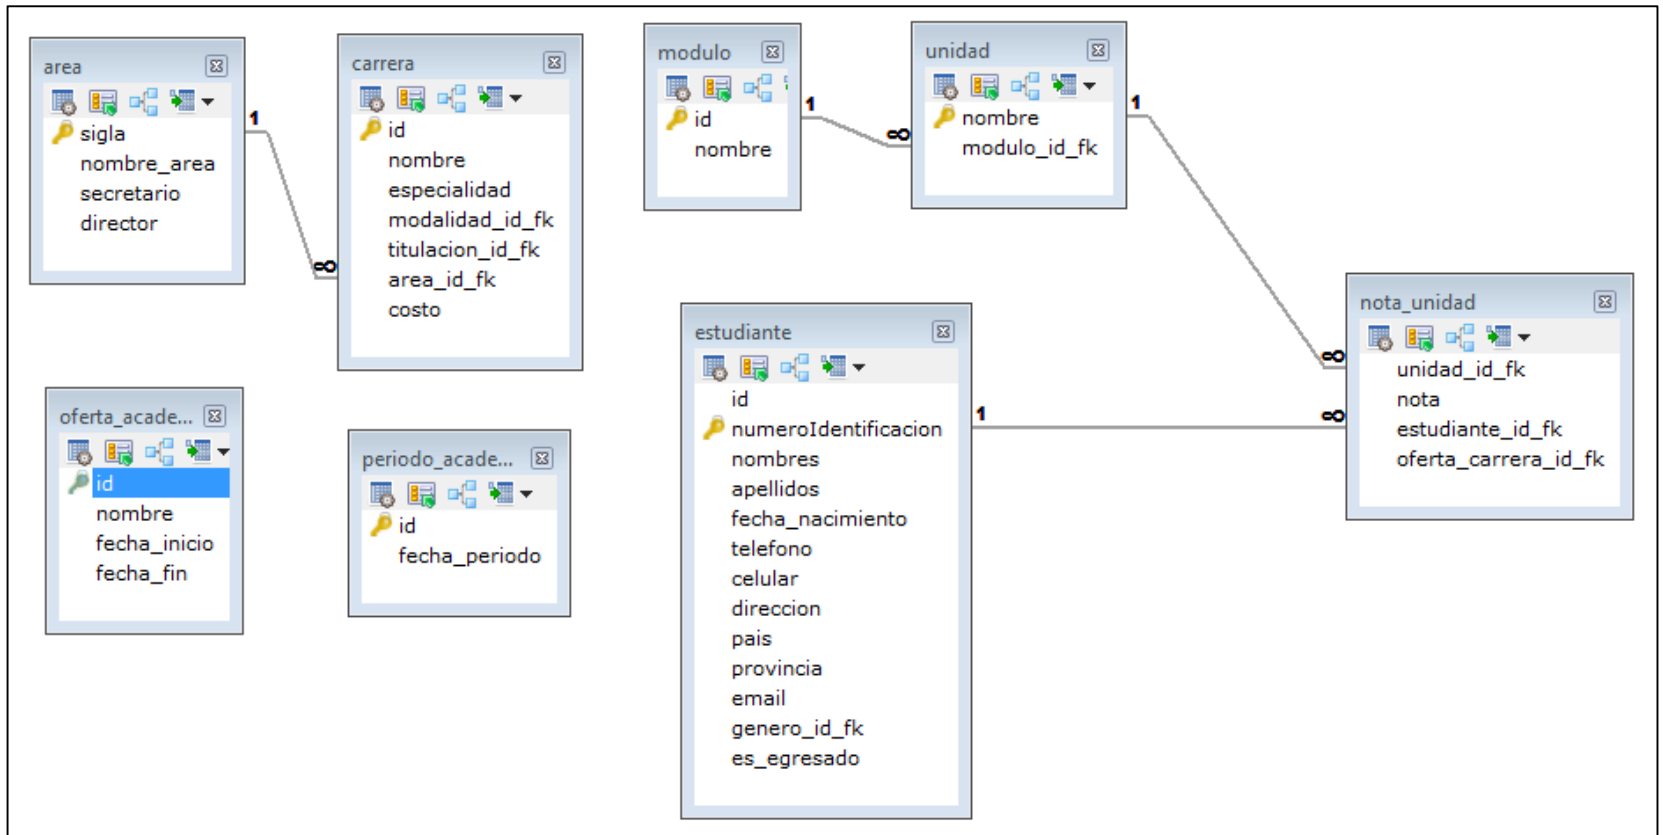 area
sigla
nombre_area
secretario
director
1
∞
carrera
id
nombre
especialidad
modalidad_id_fk
titulacion_id_fk
area_id_fk
costo
modulo
id
nombre
1
∞
unidad
nombre
modulo_id_fk
1
∞
nota_unidad
unidad_id_fk
nota
estudiante_id_fk
oferta_carrera_id_fk
estudiante
id
numeroIdentificacion
nombres
apellidos
fecha_nacimiento
telefono
celular
direccion
pais
provincia
email
genero_id_fk
es_egresado
1
∞
oferta_acade...
id
nombre
fecha_inicio
fecha_fin
periodo_acade...
id
fecha_periodo